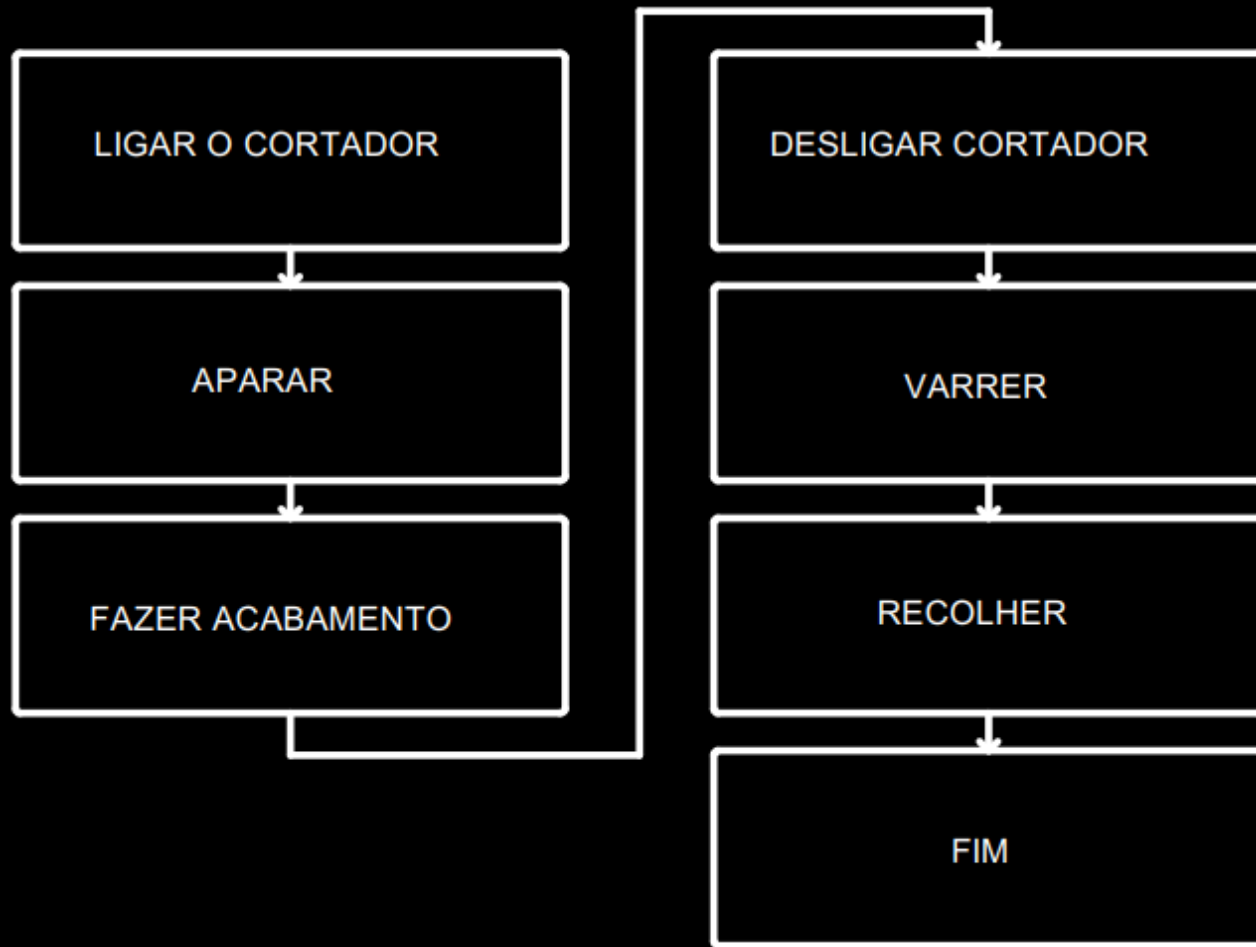 LIGAR O CORTADOR
APARAR
FAZER ACABAMENTO
DESLIGAR CORTADOR
VARRER
RECOLHER
FIM